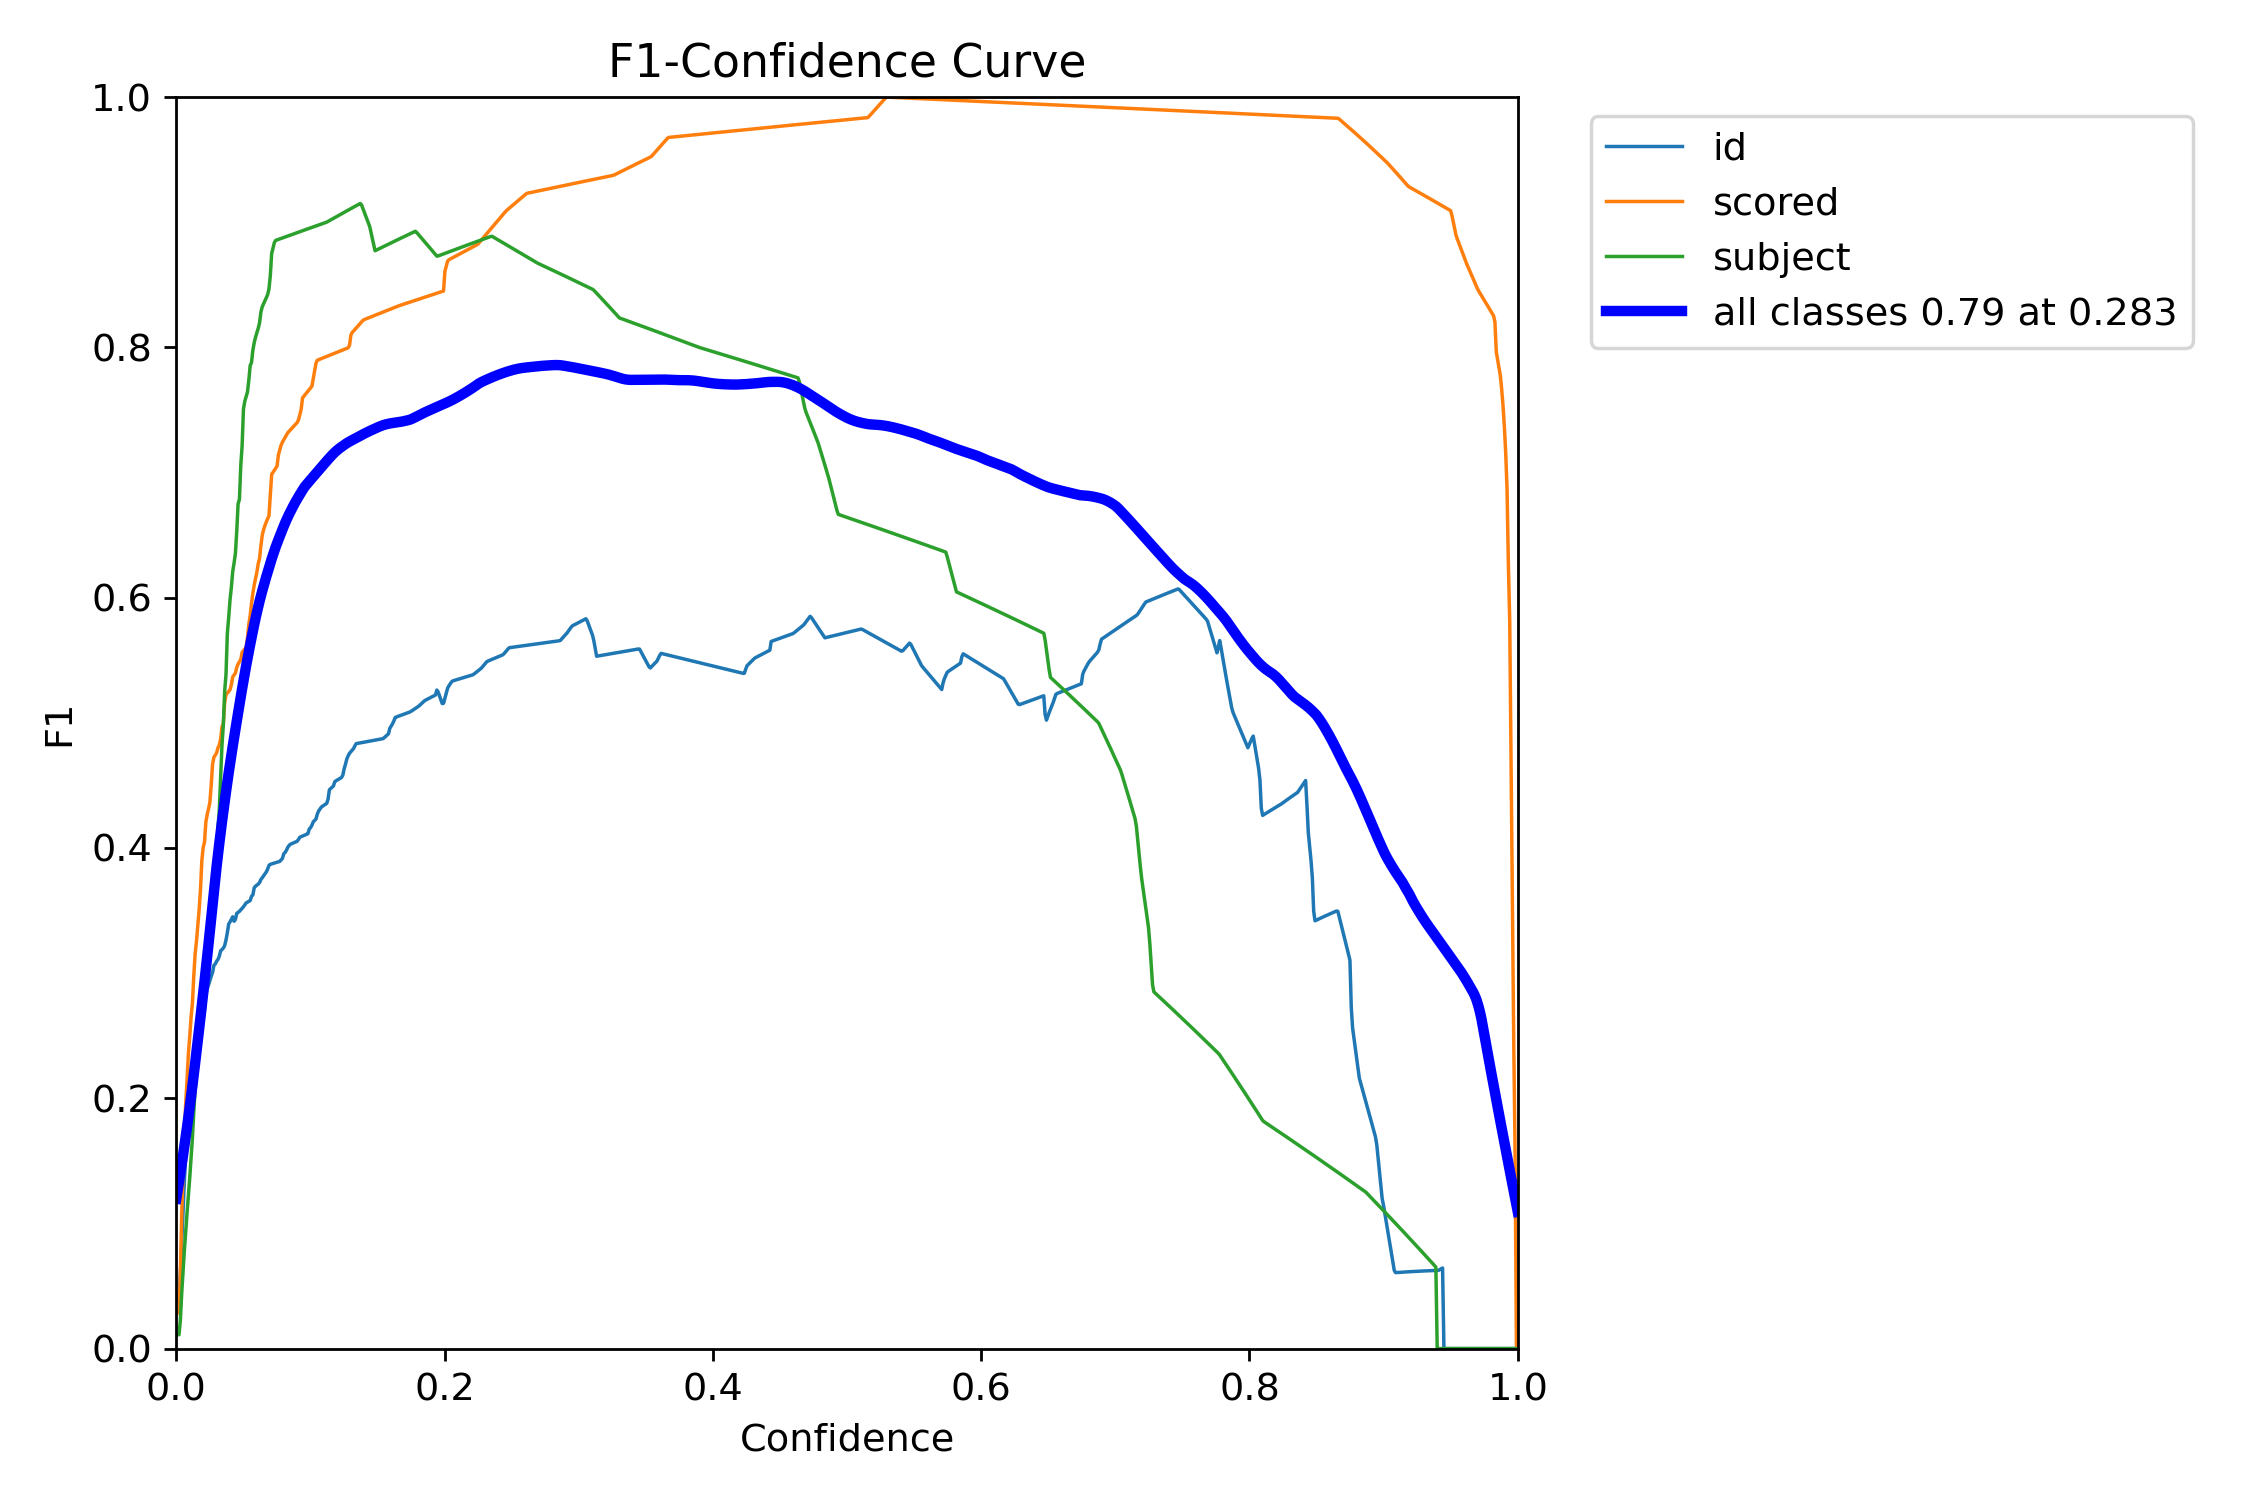 F1-Confidence Curve
1.0
0.8
0.6
0.4
0.2
0.0
F1
0.0 0.2 0.4 0.6 0.8 1.0
Confidence
id
scored
subject
all classes 0.79 at 0.283